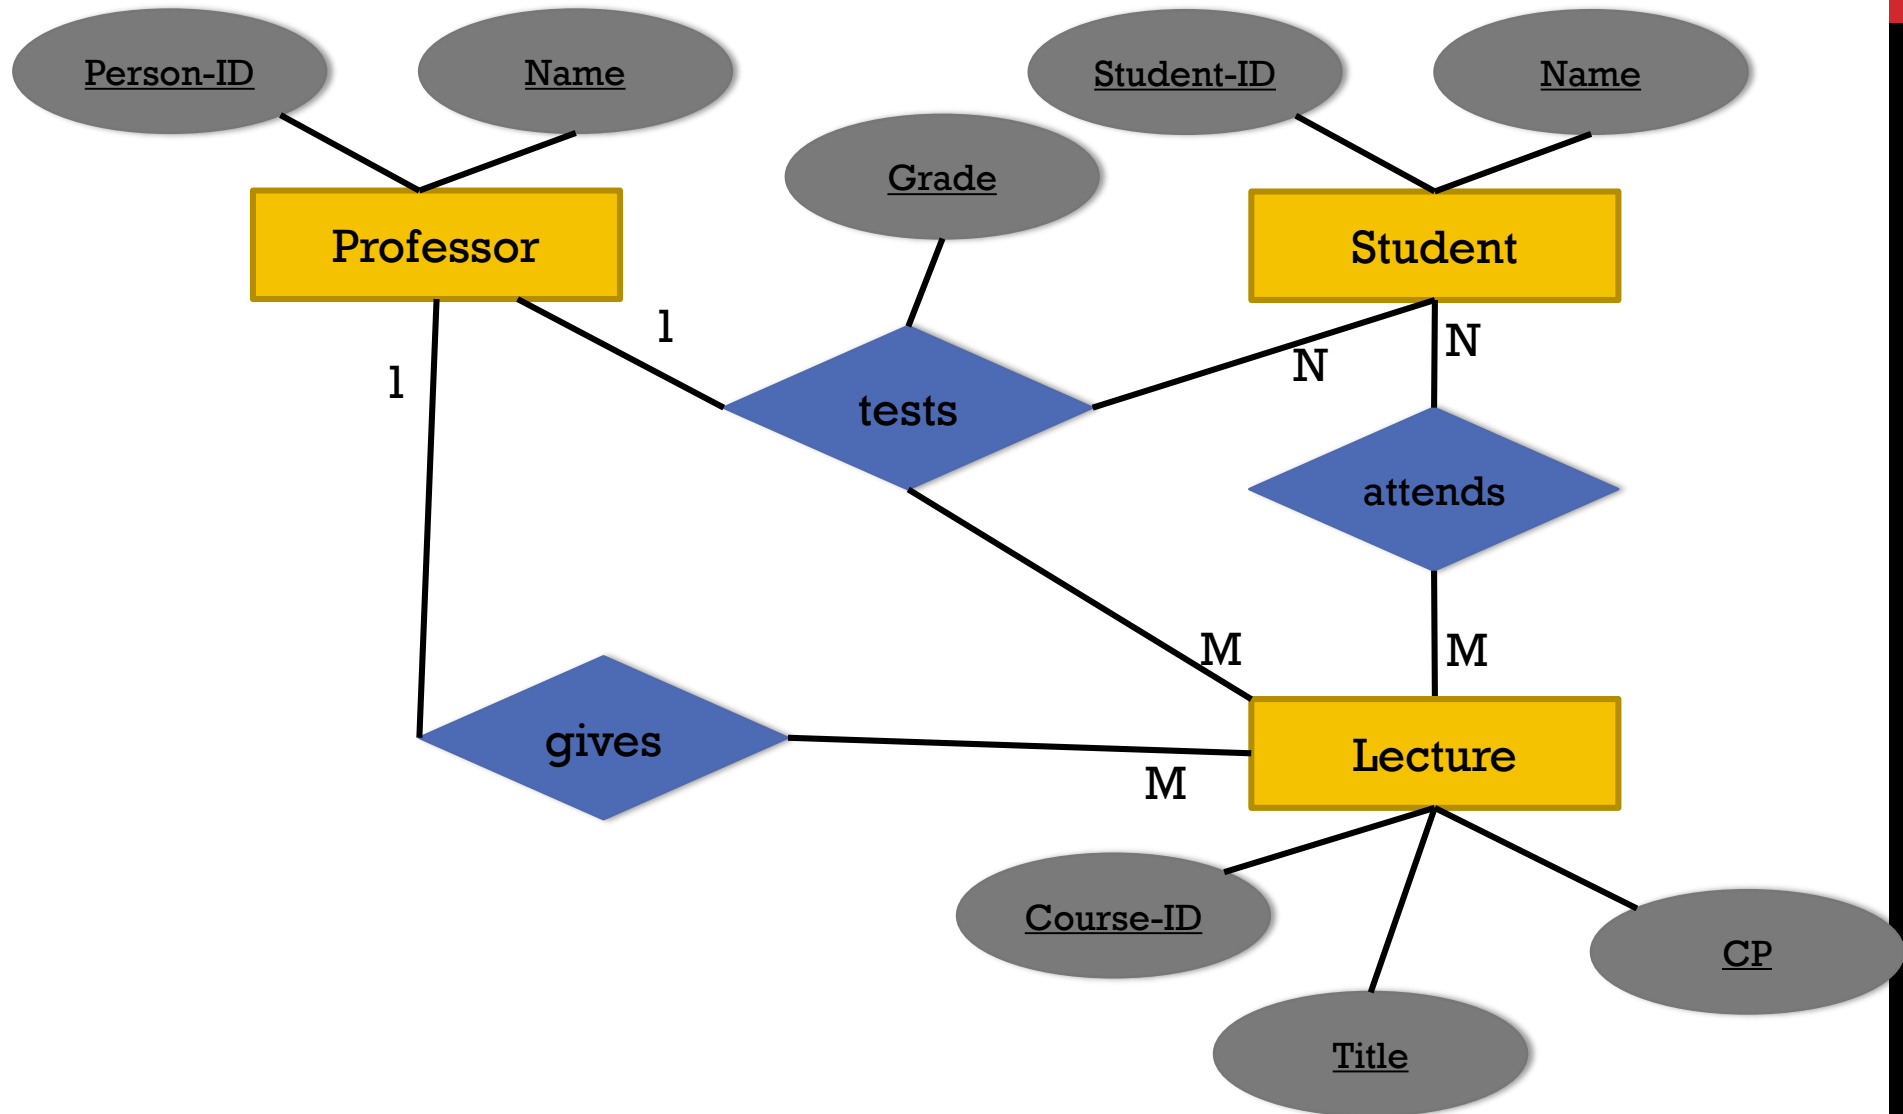 Person-ID
Name
Student-ID
Name
Grade
Professor
Student
1
1
N
N
tests
attends
M
M
gives
M
Lecture
Course-ID
CP
Title